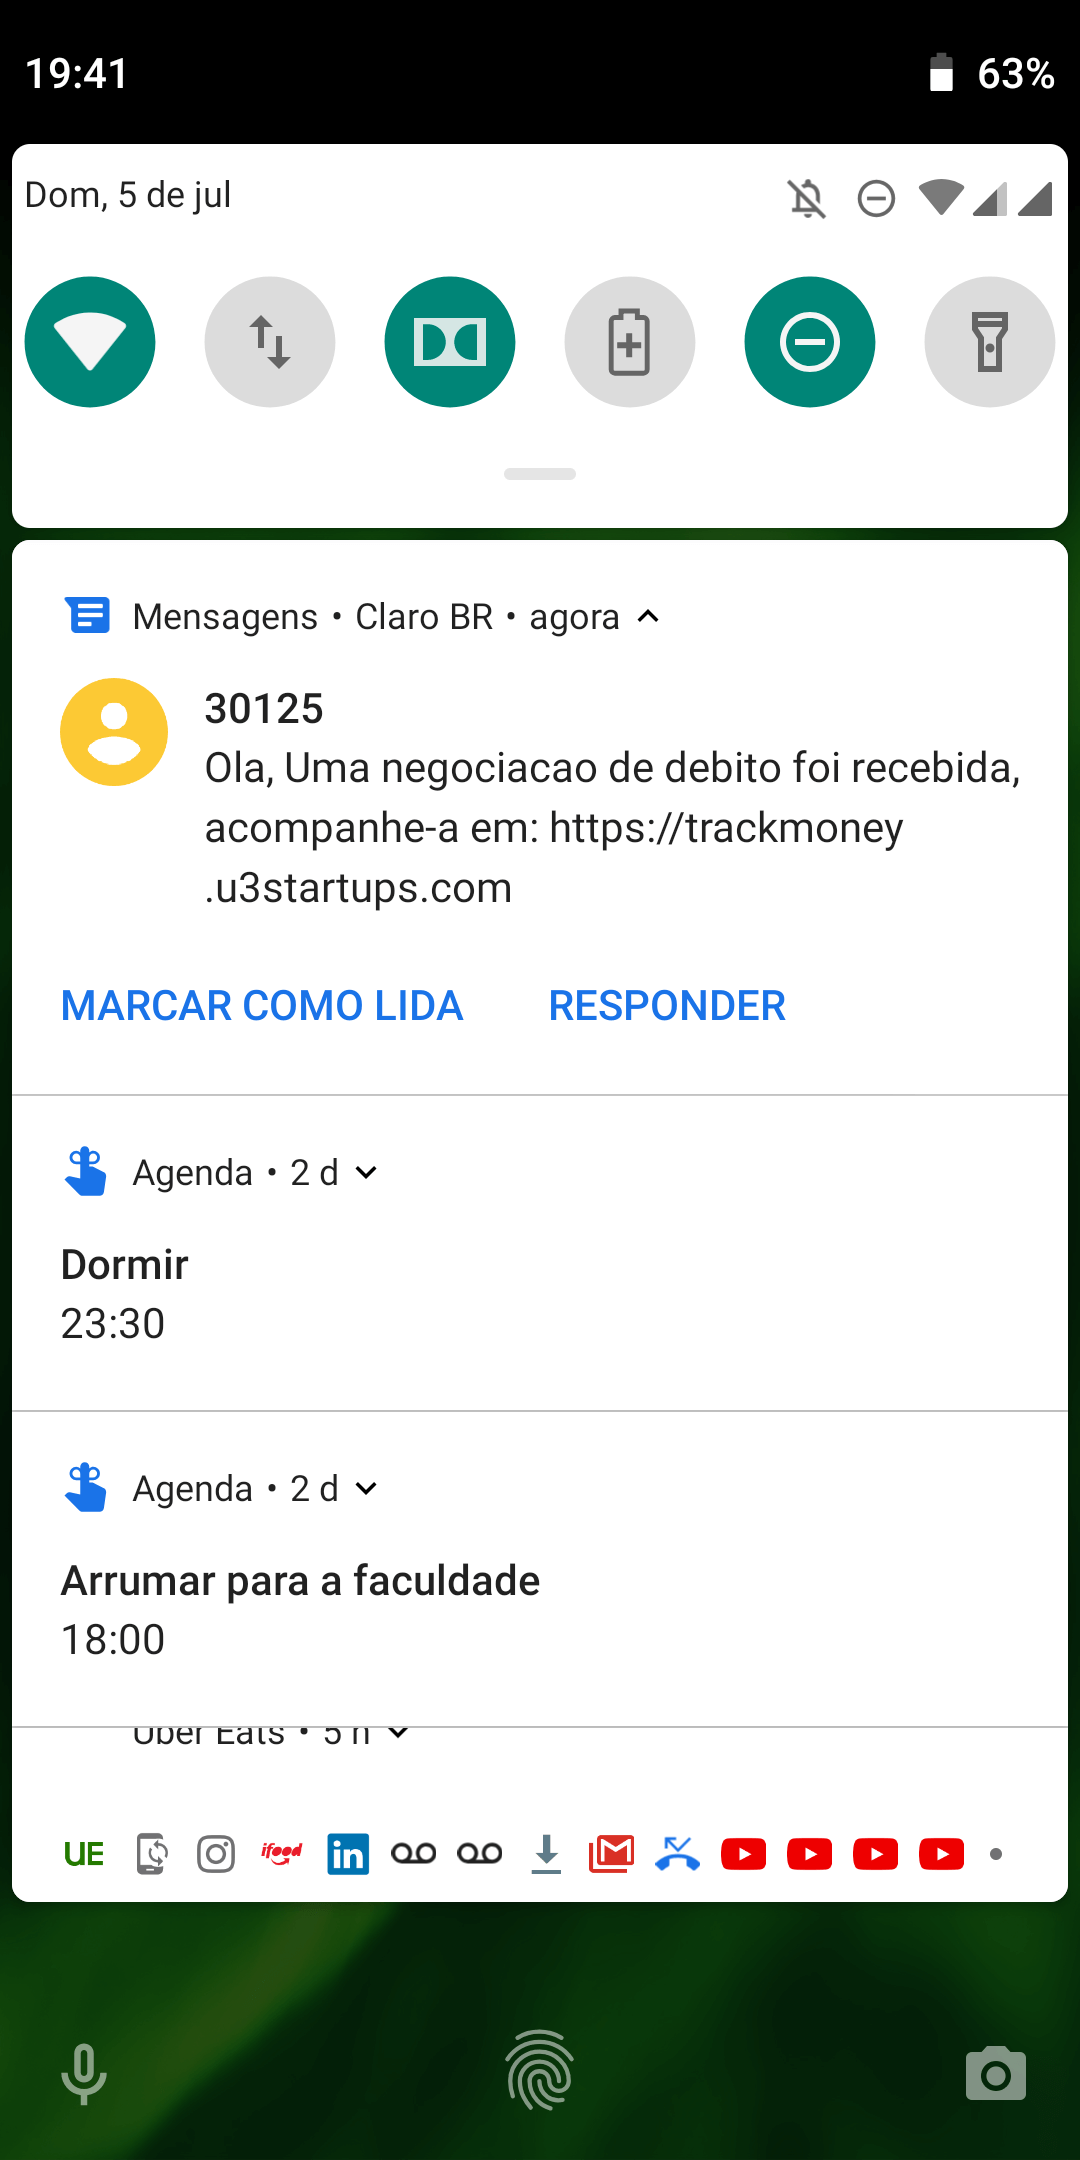 19:41
63%
Dom, 5 de jul
Mensagens • Claro BR • agora
30125
Ola, Uma negociacao de debito foi recebida,
acompanhe-a em: https://trackmoney
.u3startups.com
MARCAR COMO LIDA
RESPONDER
Agenda • 2 d
Dormir
23:30
Agenda • 2 d
Arrumar para a faculdade
18:00
Uber Eats • 5 h
UE
ifood
in